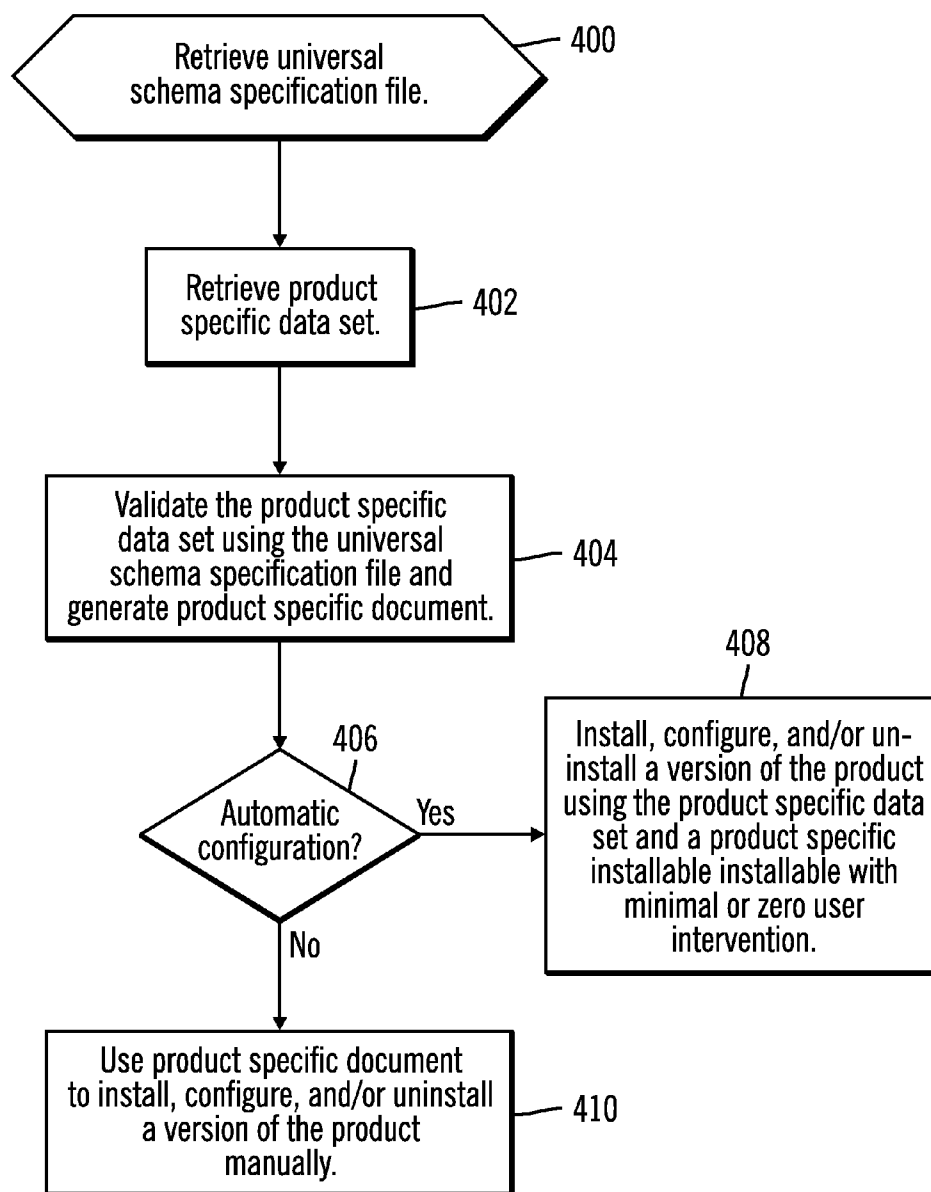 Retrieve universal
schema specification file.
400
Retrieve product
specific data set.
402
Validate the product specific
data set using the universal
schema specification file and
generate product specific document.
404
406
Automatic
configuration?
Yes
No
408
Install, configure, and/or un-
install a version of the product
using the product specific data
set and a product specific
installable installable with
minimal or zero user
intervention.
Use product specific document
to install, configure, and/or uninstall
a version of the product
manually.
410